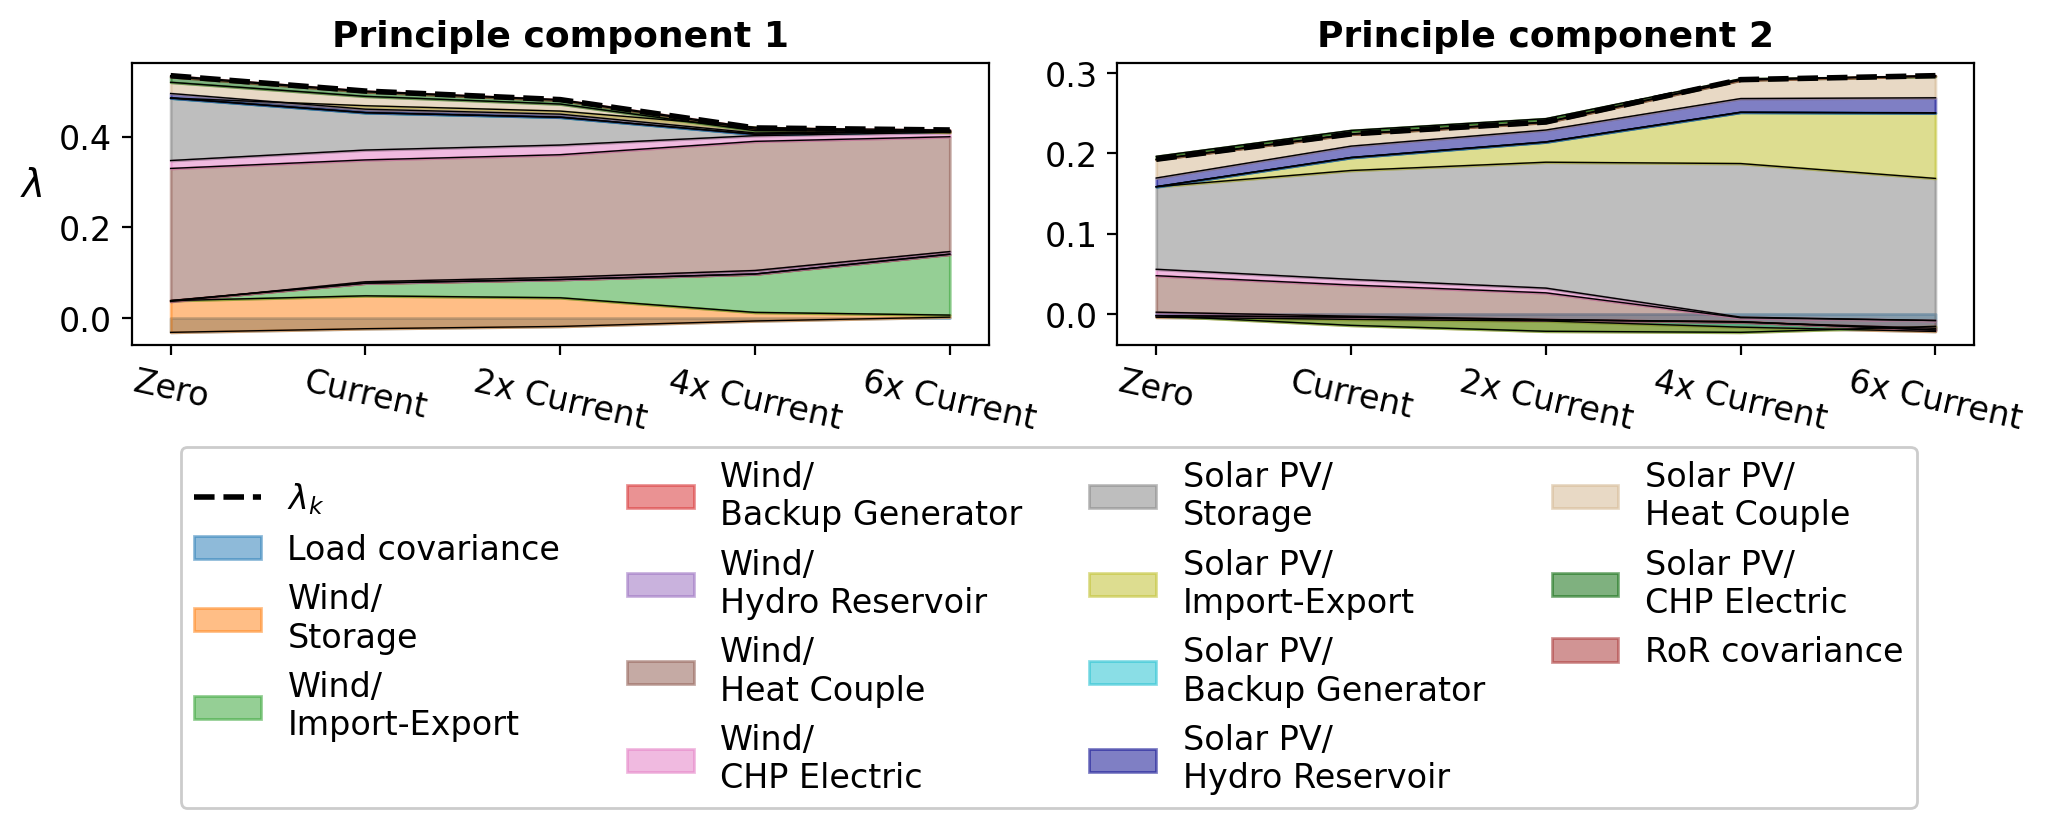 Principle component 1
Principle component 2
λ
0.4
0.2
0.0
0.3
0.2
0.1
0.0
Zero
Current
2x Current
4x Current
6x Current
Zero
Current
2x Current
4x Current
6x Current
λk
Load covariance
Wind/
Storage
Wind/
Import-Export
Wind/
Backup Generator
Wind/
Hydro Reservoir
Wind/
Heat Couple
Wind/
CHP Electric
Solar PV/
Storage
Solar PV/
Import-Export
Solar PV/
Backup Generator
Solar PV/
Hydro Reservoir
Solar PV/
Heat Couple
Solar PV/
CHP Electric
RoR covariance